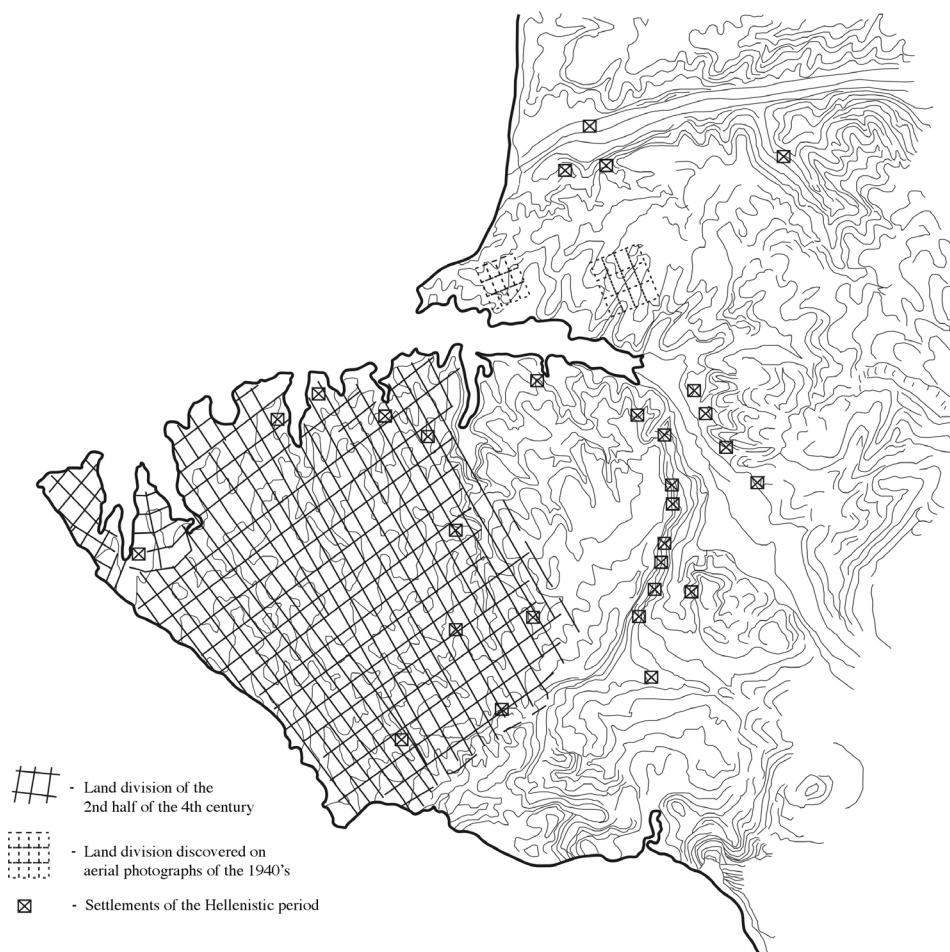 - Land division of the
2nd half of the 4th century
- Land division discovered on
aerial photographs of the 1940's
- Settlements of the Hellenistic period